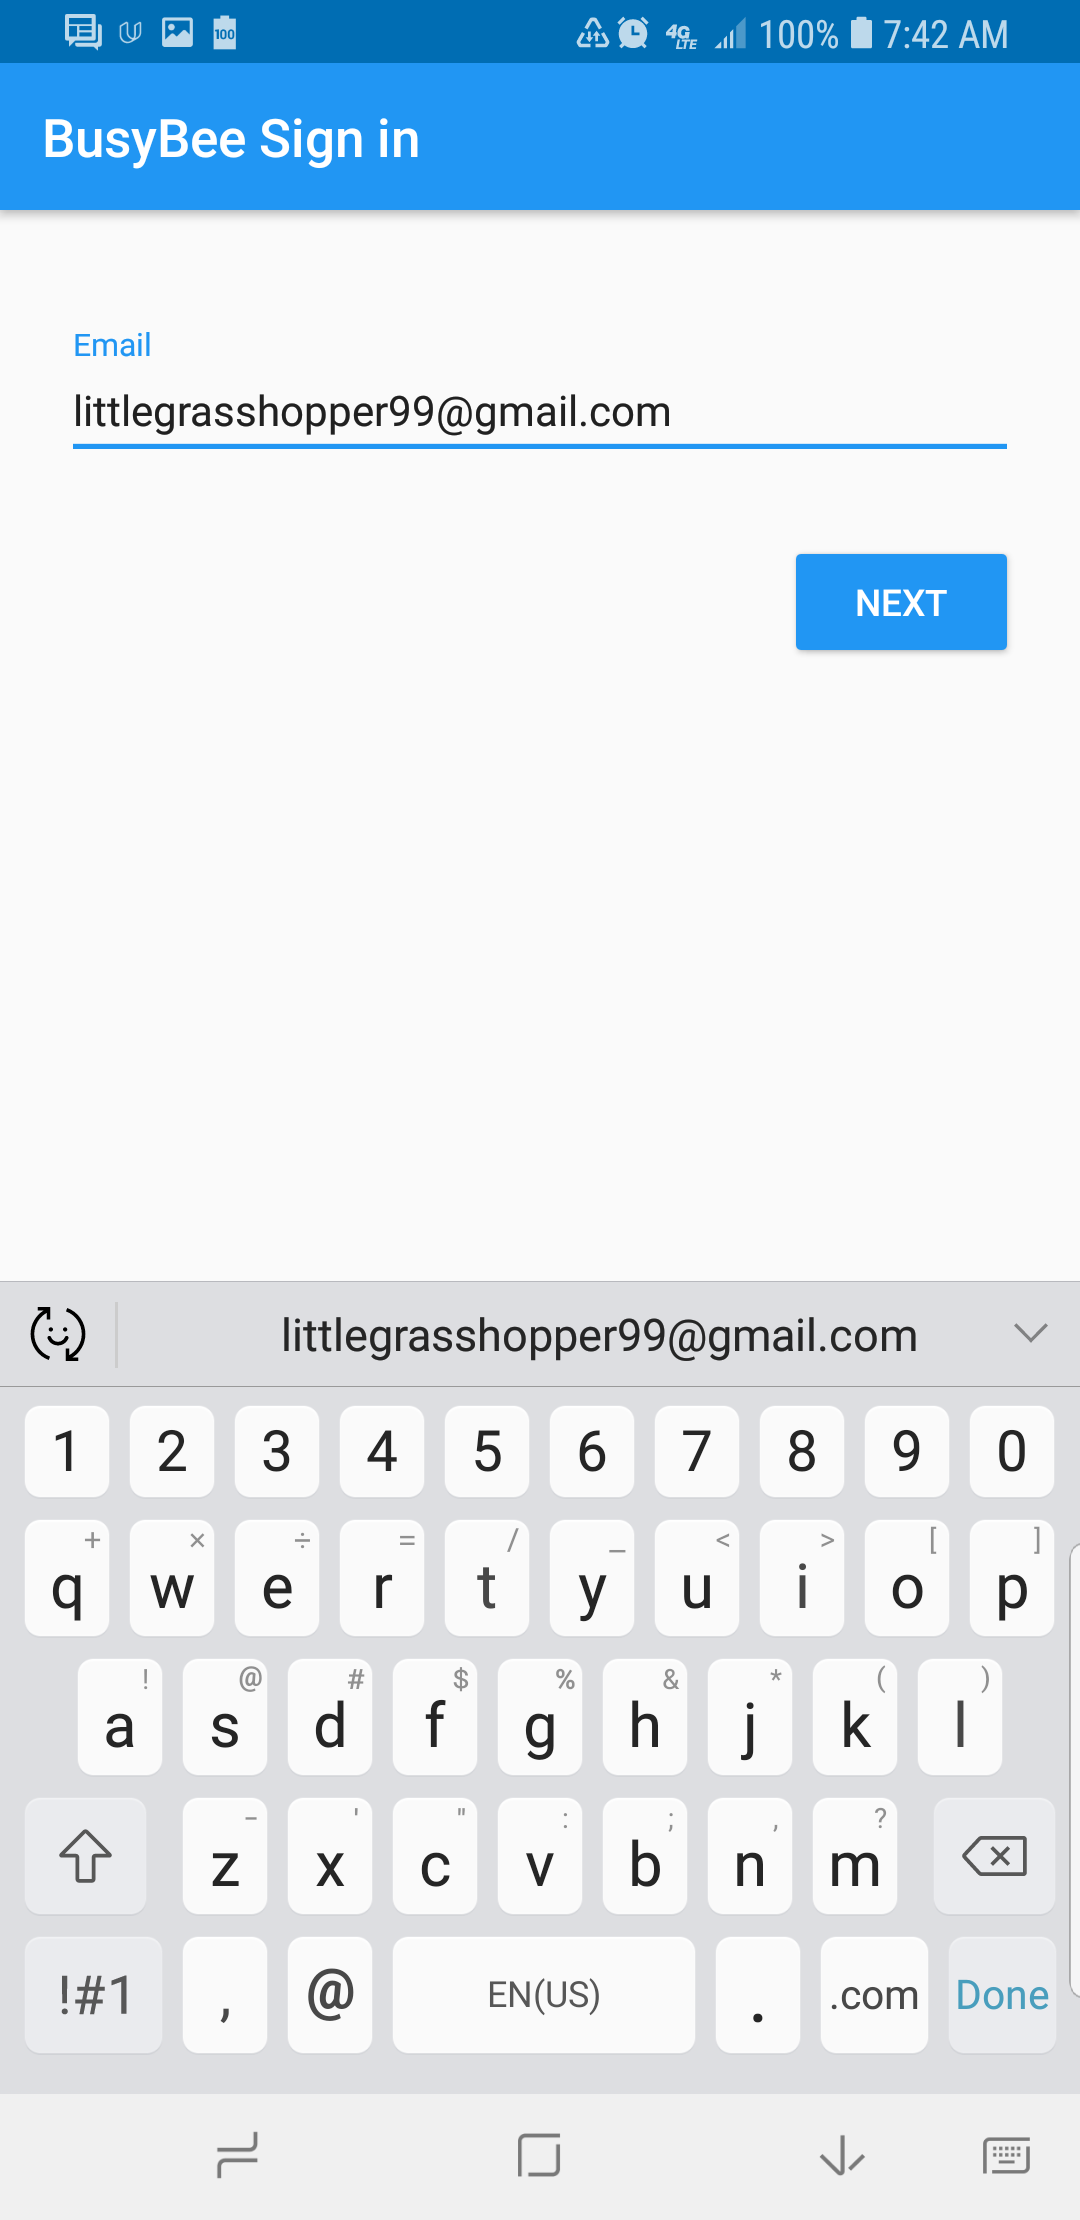 100 4G LTE 100% 7:42 AM
BusyBee Sign in
Email
littlegrasshopper99@gmail.com
NEXT
littlegrasshopper99@gmail.com
1 2 3 4 5 6 7 8 9 0
+ × ÷ = / _ < > [ ]
q w e r t y u i o p
! @ # $ % & * ( )
a s d f g h j k l
- ' " : ; , ?
z x c v b n m
!#1 , @ EN(US) . .com Done